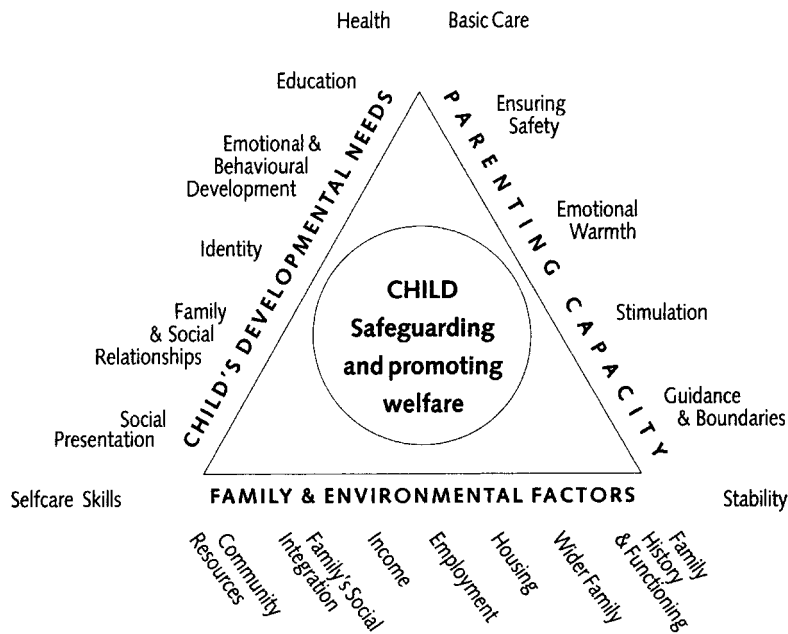 Health
Education
Emotional &
Behavioural
Development
Identity
Family
& Social
Relationships
Social
Presentation
Selfcare Skills
CHILD'S DEVELOPMENTAL NEEDS
Basic Care
Ensuring
Safety
Emotional
Warmth
Stimulation
Guidance
& Boundaries
Stability
PARENTING CAPACITY
CHILD
Safeguarding
and promoting
welfare
FAMILY & ENVIRONMENTAL FACTORS
Community
Resources
Family's Social
Integration
Income
Employment
Housing
Wider Family
Family
History
& Functioning